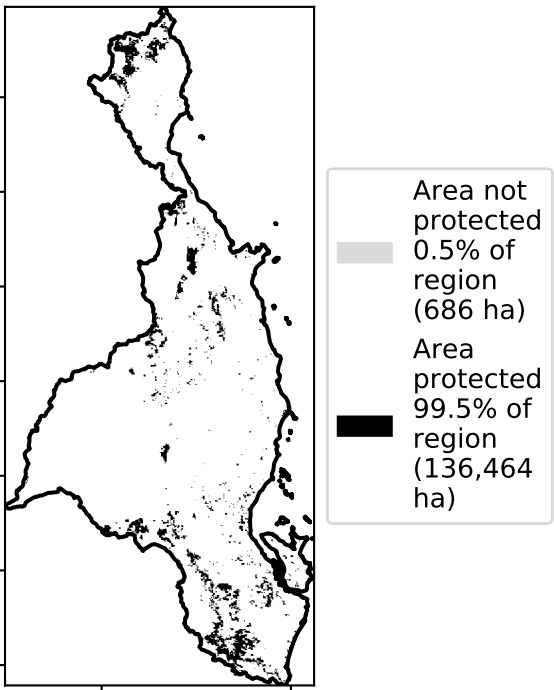 Area not
protected
0.5% of
region
(686 ha)
Area
protected
99.5% of
region
(136,464
ha)